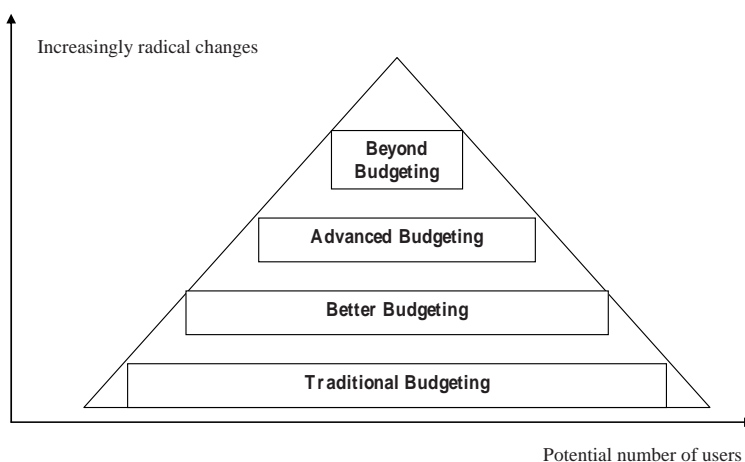 Increasingly radical changes
Beyond
Budgeting
Advanced Budgeting
Better Budgeting
Traditional Budgeting
Potential number of users